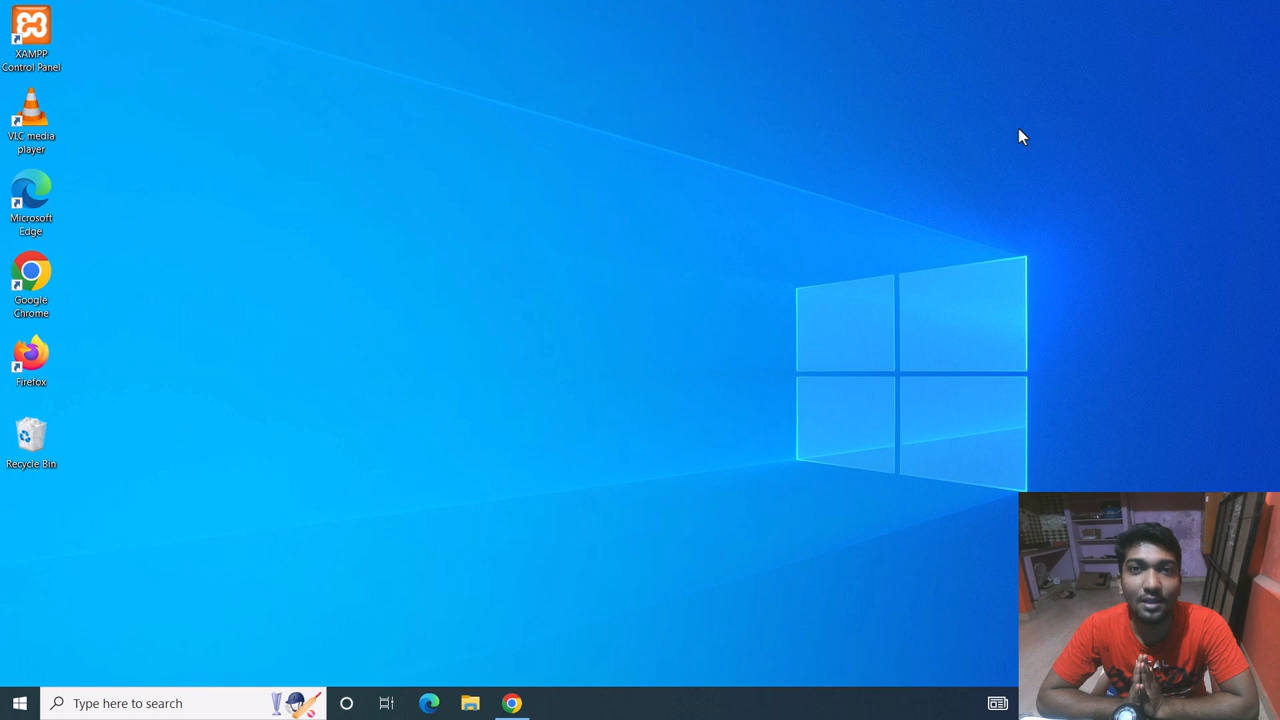 XAMPP
Control Panel
VLC media
player
Microsoft
Edge
Google
Chrome
Firefox
Recycle Bin
Type here to search